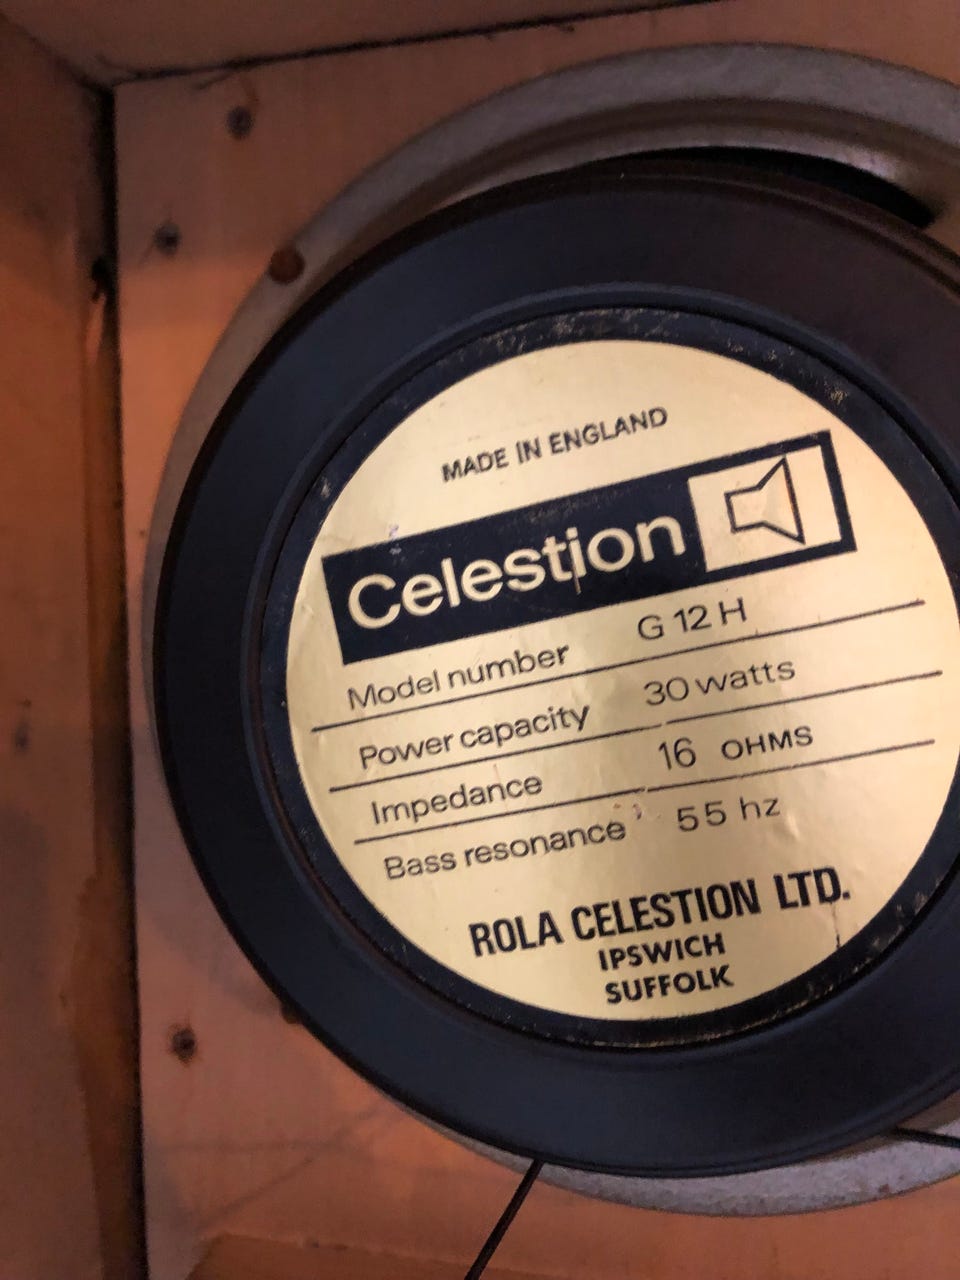 MADE IN ENGLAND
Celestion
Model number G 12 H
Power capacity 30 watts
Impedance 16 OHMS
Bass resonance 55 hz
ROLA CELESTION LTD.
IPSWICH
SUFFOLK